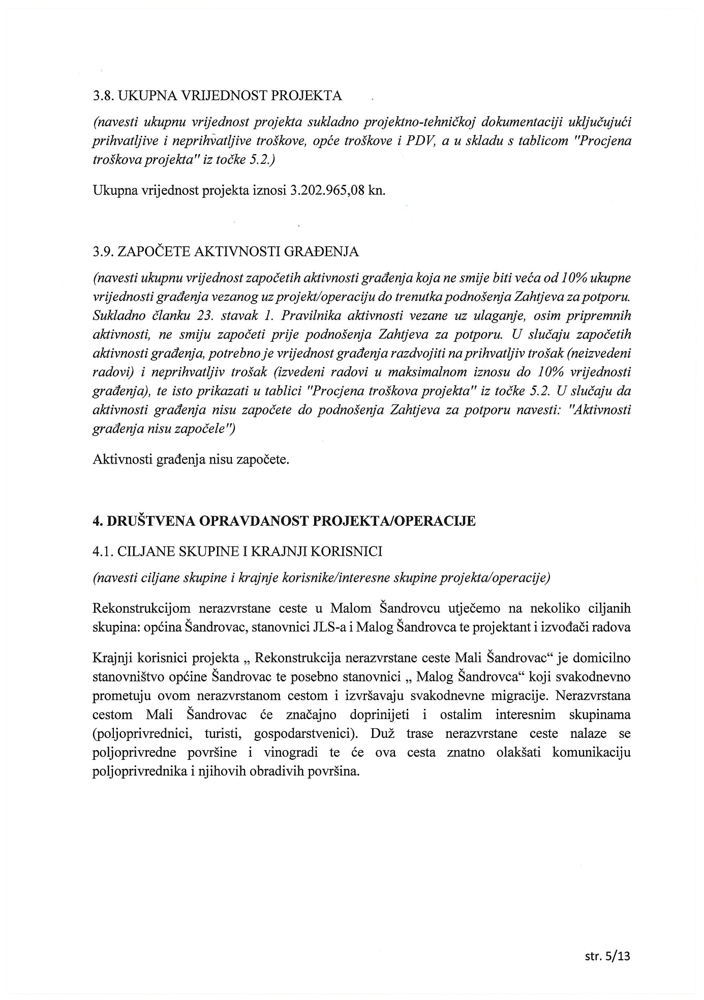 3.8. UKUPNA VRIJEDNOST PROJEKTA
(navesti ukupnu vrijednost projekta sukladno projektno-tehničkoj dokumentaciji uključujući
prihvatljive i neprihvatljive troškove, opće troškove i PDV, a u skladu s tablicom "Procjena
troškova projekta" iz točke 5.2.)
Ukupna vrijednost projekta iznosi 3.202.965,08 kn.
3.9. ZAPOČETE AKTIVNOSTI GRAĐENJA
(navesti ukupnu vrijednost započetih aktivnosti građenja koja ne smije biti veća od 10% ukupne
vrijednosti građenja vezanog uz projekt/operaciju do trenutka podnošenja Zahtjeva za potporu.
Sukladno članku 23. stavak 1. Pravilnika aktivnosti vezane uz ulaganje, osim pripremnih
aktivnosti, ne smiju započeti prije podnošenja Zahtjeva za potporu. U slučaju započetih
aktivnosti građenja, potrebno je vrijednost građenja razdvojiti na prihvatljiv trošak (neizvedeni
radovi) i neprihvatljiv trošak (izvedeni radovi u maksimalnom iznosu do 10% vrijednosti
građenja), te isto prikazati u tablici "Procjena troškova projekta" iz točke 5.2. U slučaju da
aktivnosti građenja nisu započete do podnošenja Zahtjeva za potporu navesti: "Aktivnosti
građenja nisu započele")
Aktivnosti građenja nisu započete.
4. DRUŠTVENA OPRAVDANOST PROJEKTA/OPERACIJE
4.1. CILJANE SKUPINE I KRAJNJI KORISNICI
(navesti ciljane skupine i krajnje korisnike/interesne skupine projekta/operacije)
Rekonstrukcijom nerazvrstane ceste u Malom Šandrovcu utječemo na nekoliko ciljanih
skupina: općina Šandrovac, stanovnici JLS-a i Malog Šandrovca te projektant i izvođači radova
Krajnji korisnici projekta „ Rekonstrukcija nerazvrstane ceste Mali Šandrovac“ je domicilno
stanovništvo općine Šandrovac te posebno stanovnici „ Malog Šandrovca“ koji svakodnevno
prometuju ovom nerazvrstanom cestom i izvršavaju svakodnevne migracije. Nerazvrstana
cestom Mali Šandrovac će značajno doprinijeti i ostalim interesnim skupinama
(poljoprivrednici, turisti, gospodarstvenici). Duž trase nerazvrstane ceste nalaze se
poljoprivredne površine i vinogradi te će ova cesta znatno olakšati komunikaciju
poljoprivrednika i njihovih obradivih površina.
str. 5/13